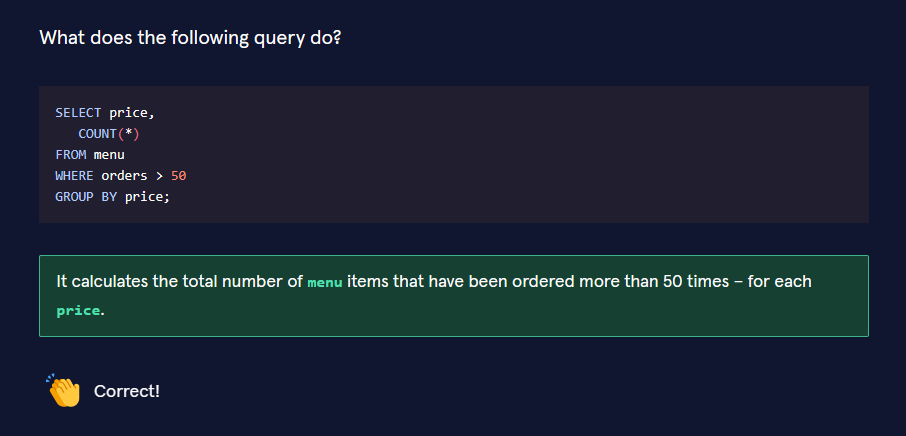 What does the following query do?
SELECT price,
   COUNT(*)
FROM menu
WHERE orders > 50
GROUP BY price;
It calculates the total number of menu items that have been ordered more than 50 times – for each
price.
Correct!